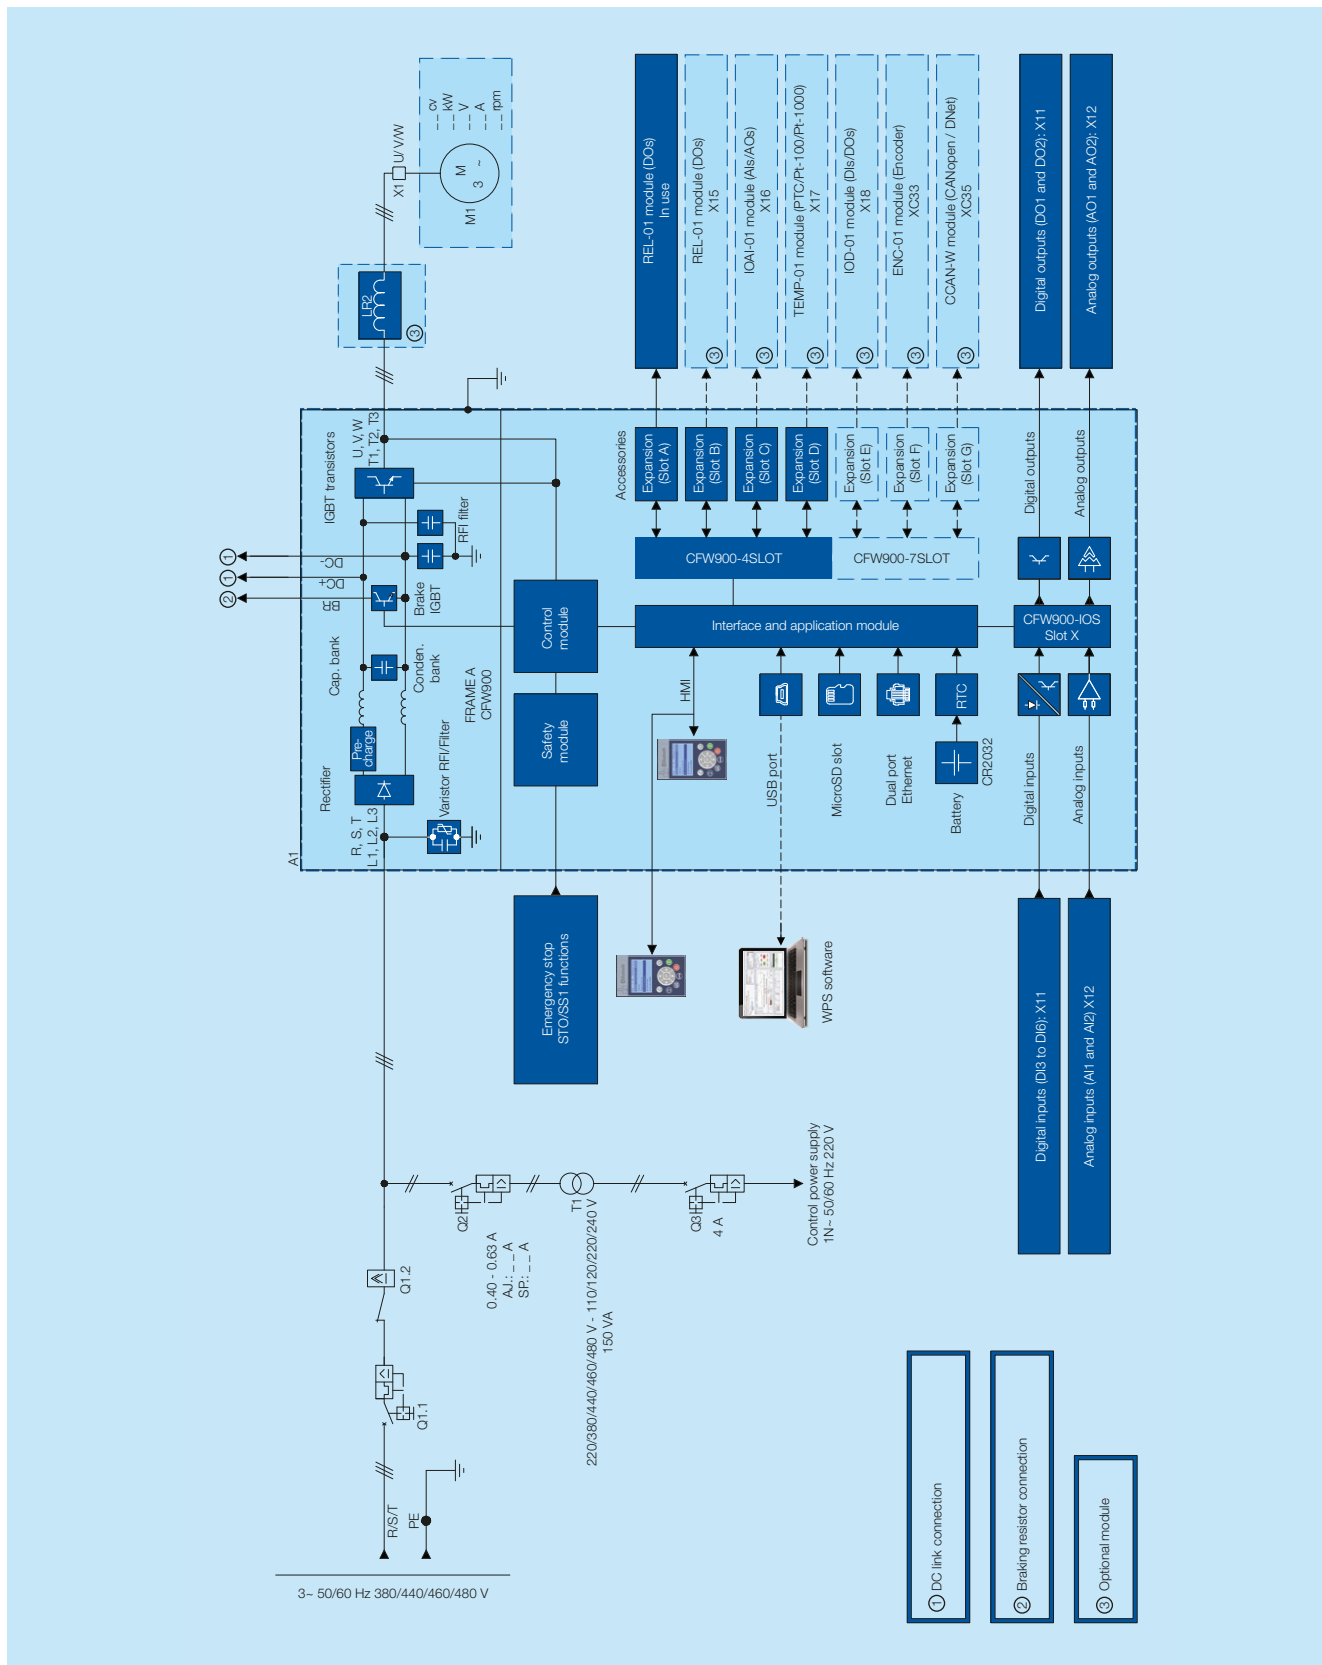 3~ 50/60 Hz 380/440/460/480 V
R/S/T
PE
Q1.1
Q1.2
Q2
0.40 - 0.63 A
AJ.: _ _ A
SP.: _ _ A
T1
220/380/440/460/480 V - 110/120/220/240 V
150 VA
Q3
4 A
Control power supply
1N~ 50/60 Hz 220 V
A1
R, S, T
L1, L2, L3
Rectifier
Varistor RFI/Filter
Pre-
charge
Cap. bank
Conden.
bank
BR
DC+
DC-
2
1
1
Brake
IGBT
RFI filter
IGBT transistors
U, V, W
T1, T2, T3
FRAME A
CFW900
LR2
3
X1
U/V/W
M1
M
3 ~
_ _ cv
_ _ kW
_ _ V
_ _ A
_ _ rpm
Emergency stop
STO/SS1 functions
Safety
module
Control
module
HMI
USB port
WPS software
MicroSD slot
Dual port
Ethernet
Battery
CR2032
RTC
Interface and application module
CFW900-4SLOT
CFW900-7SLOT
Accessories
Expansion
(Slot A)
Expansion
(Slot B)
Expansion
(Slot C)
Expansion
(Slot D)
Expansion
(Slot E)
Expansion
(Slot F)
Expansion
(Slot G)
REL-01 module (DOs)
In use
REL-01 module (DOs)
X15
3
IOAI-01 module (AIs/AOs)
X16
3
TEMP-01 module (PTC/Pt-100/Pt-1000)
X17
3
IOD-01 module (DIs/DOs)
X18
3
ENC-01 module (Encoder)
XC33
3
CCAN-W module (CANopen / DNet)
XC35
3
Digital inputs (DI3 to DI6): X11
Analog inputs (AI1 and AI2) X12
Digital inputs
Analog inputs
CFW900-IOS
Slot X
Digital outputs
Analog outputs
Digital outputs (DO1 and DO2): X11
Analog outputs (AO1 and AO2): X12
1 DC link connection
2 Braking resistor connection
3 Optional module